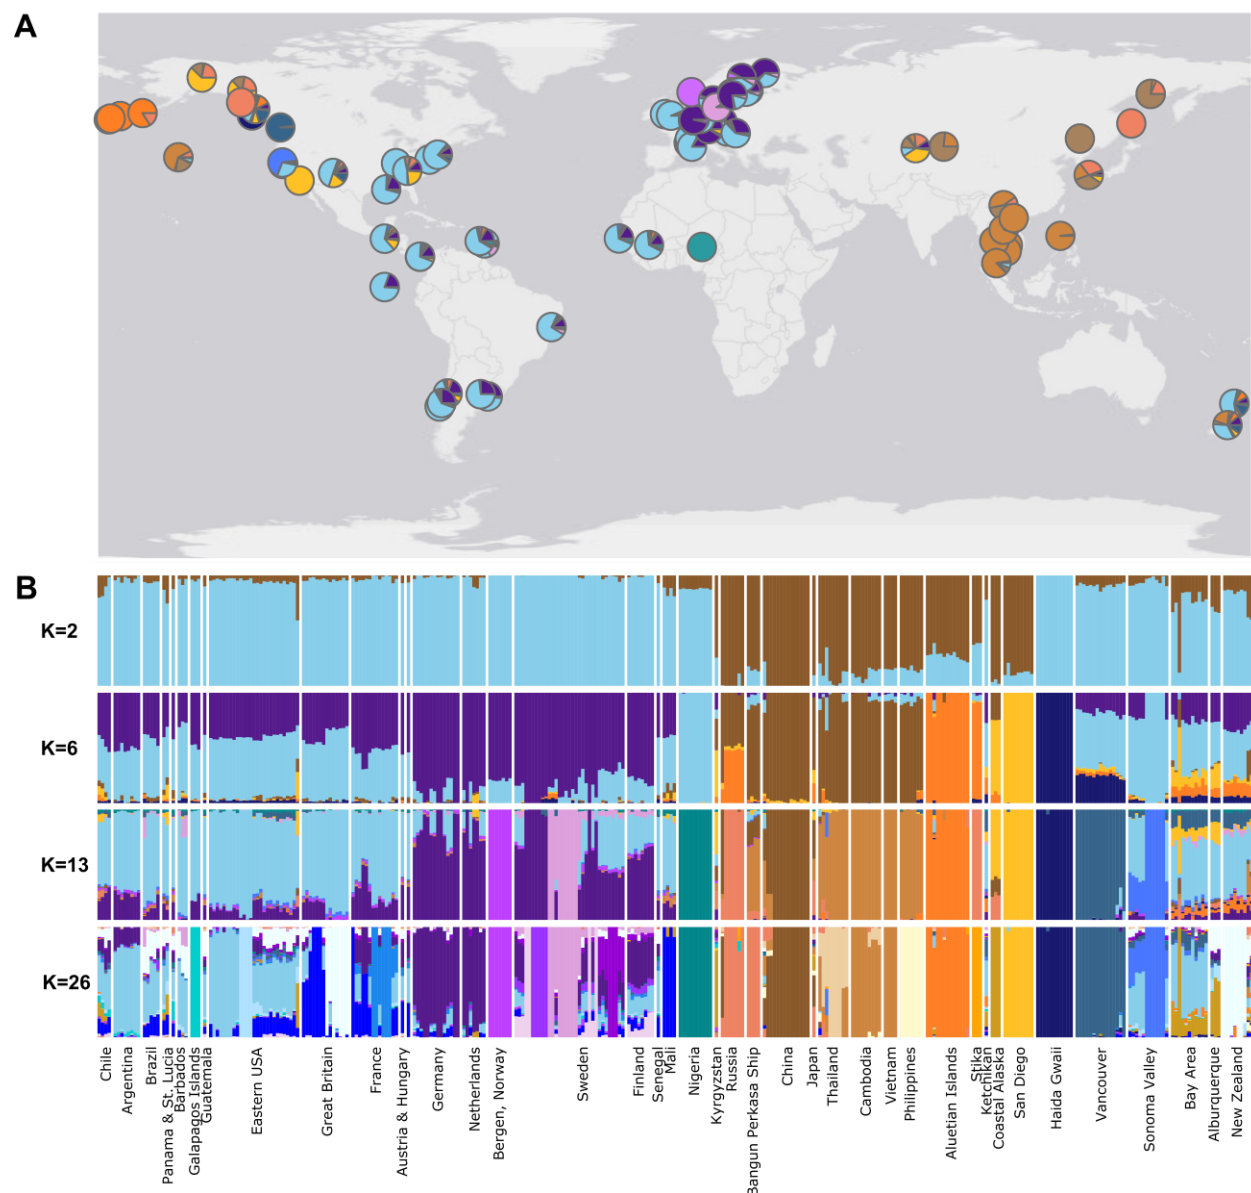 A
B
K=2
K=6
K=13
K=26
Chile
Argentina
Brazil
Panama & St. Lucia
Barbados
Galapagos Islands
Guatemala
Eastern USA
Great Britain
France
Austria & Hungary
Germany
Netherlands
Bergen, Norway
Sweden
Finland
Senegal
Mali
Nigeria
Kyrgyzstan
Russia
Bangun Perkasa Ship
China
Japan
Thailand
Cambodia
Vietnam
Philippines
Aluetian Islands
Stika
Ketchikan
Coastal Alaska
San Diego
Haida Gwaii
Vancouver
Sonoma Valley
Bay Area
Alburquerque
New Zealand